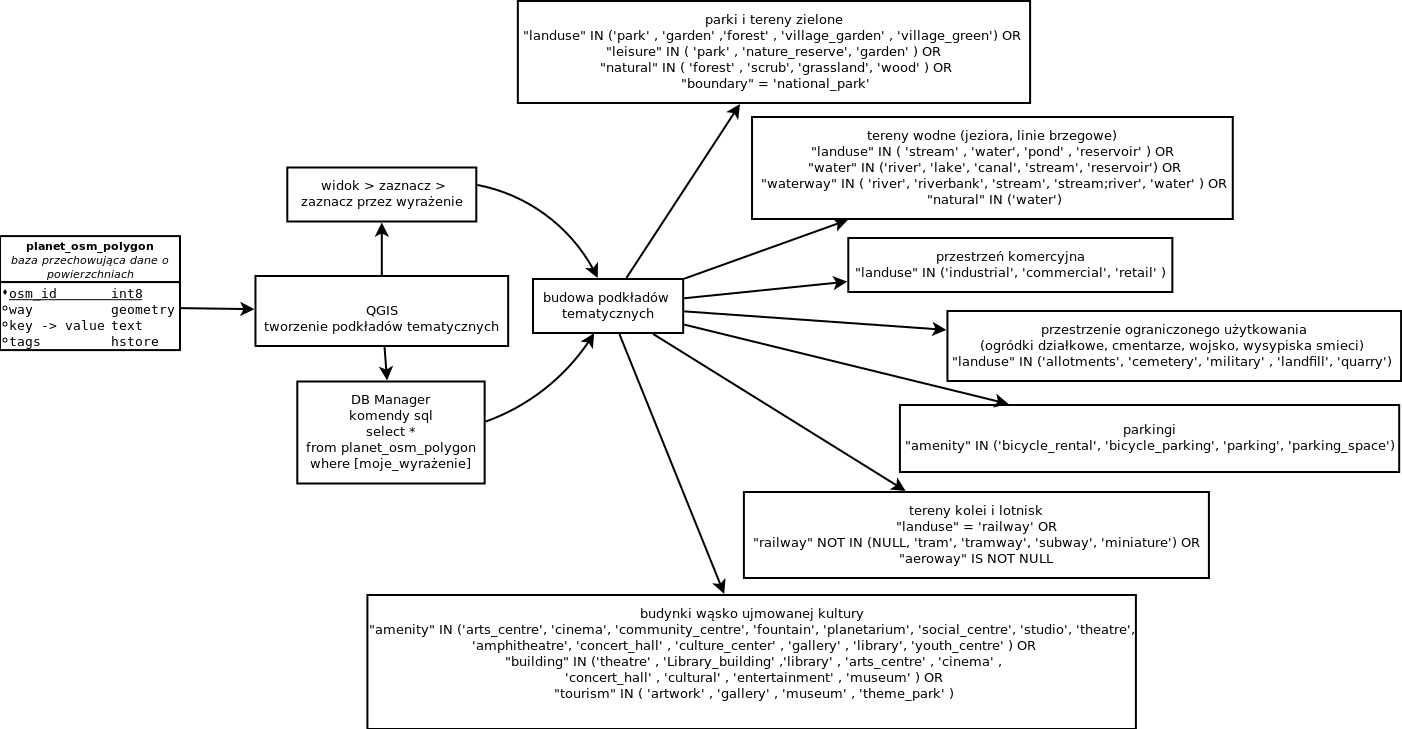 parki i tereny zielone
"landuse" IN ('park' , 'garden' ,'forest' , 'village_garden' , 'village_green') OR
"leisure" IN ( 'park' , 'nature_reserve', 'garden' ) OR
"natural" IN ( 'forest' , 'scrub', 'grassland', 'wood' ) OR
"boundary" = 'national_park'
tereny wodne (jeziora, linie brzegowe)
"landuse" IN ( 'stream' , 'water', 'pond' , 'reservoir' ) OR
"water" IN ('river', 'lake', 'canal', 'stream', 'reservoir') OR
"waterway" IN ( 'river', 'riverbank', 'stream', 'stream;river', 'water' ) OR
"natural" IN ('water')
widok > zaznacz >
zaznacz przez wyrażenie
planet_osm_polygon
baza przechowująca dane o
powierzchniach
osm_id int8
way geometry
key -> value text
tags hstore
QGIS
tworzenie podkładów tematycznych
DB Manager
komendy sql
select *
from planet_osm_polygon
where [moje_wyrażenie]
budowa podkładów
tematycznych
przestrzeń komercyjna
"landuse" IN ('industrial', 'commercial', 'retail' )
przestrzenie ograniczonego użytkowania
(ogródki działkowe, cmentarze, wojsko, wysypiska smieci)
"landuse" IN ('allotments', 'cemetery', 'military' , 'landfill', 'quarry')
parkingi
"amenity" IN ('bicycle_rental', 'bicycle_parking', 'parking', 'parking_space')
tereny kolei i lotnisk
"landuse" = 'railway' OR
"railway" NOT IN (NULL, 'tram', 'tramway', 'subway', 'miniature') OR
"aeroway" IS NOT NULL
budynki wąsko ujmowanej kultury
"amenity" IN ('arts_centre', 'cinema', 'community_centre', 'fountain', 'planetarium', 'social_centre', 'studio', 'theatre',
'amphitheatre', 'concert_hall' , 'culture_center' , 'gallery' , 'library', 'youth_centre' ) OR
"building" IN ('theatre' , 'Library_building' ,'library' , 'arts_centre' , 'cinema' ,
'concert_hall' , 'cultural' , 'entertainment' , 'museum' ) OR
"tourism" IN ( 'artwork' , 'gallery' , 'museum' , 'theme_park' )